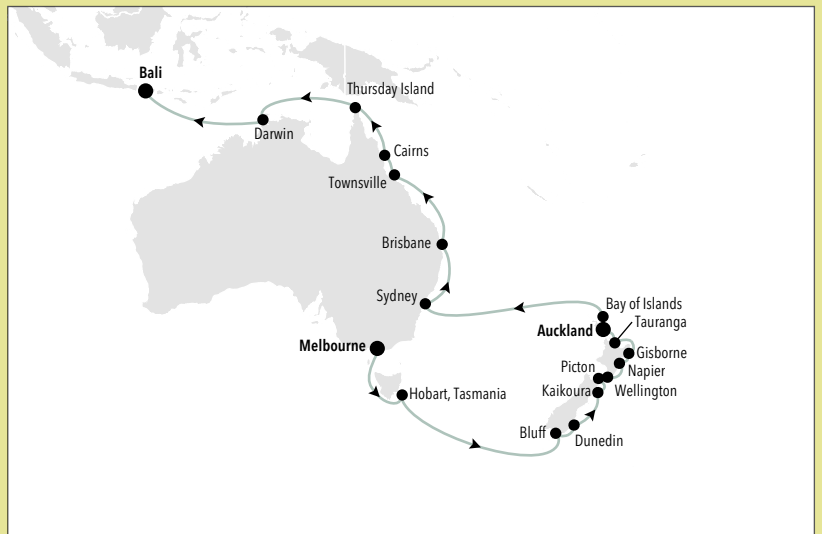 Bali
Thursday Island
Darwin
Cairns
Townsville
Brisbane
Sydney
Bay of Islands
Tauranga
Auckland
Melbourne
Gisborne
Picton
Napier
Kaikoura
Wellington
Hobart, Tasmania
Bluff
Dunedin